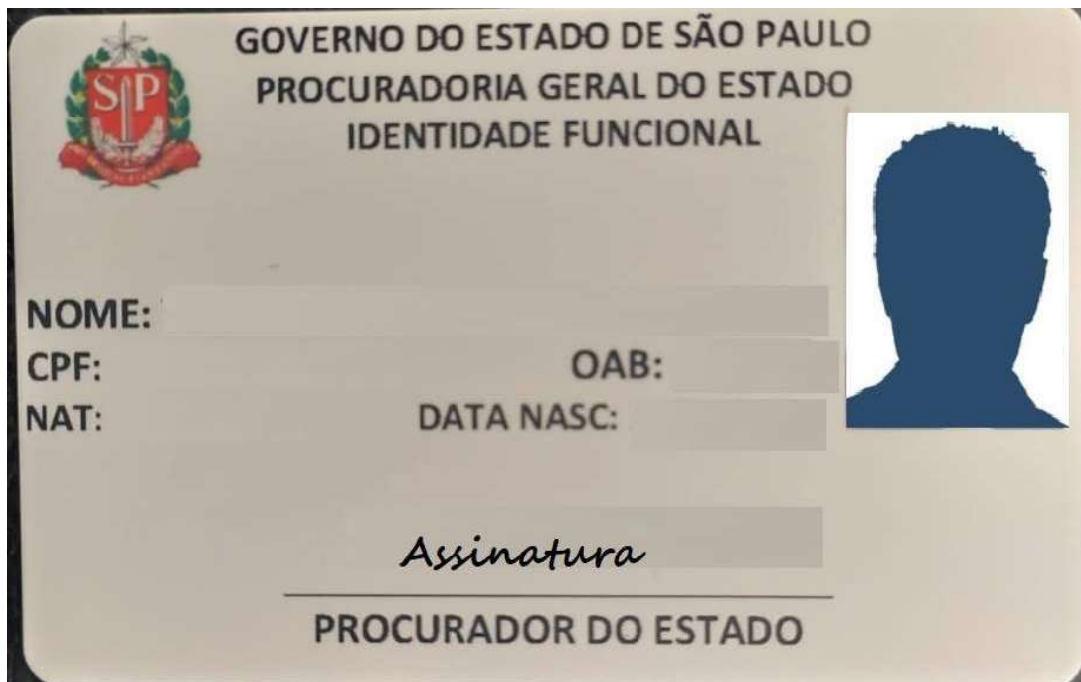 SP
GOVERNO DO ESTADO DE SÃO PAULO
PROCURADORIA GERAL DO ESTADO
IDENTIDADE FUNCIONAL
NOME:
CPF: OAB:
NAT: DATA NASC:
Assinatura
PROCURADOR DO ESTADO